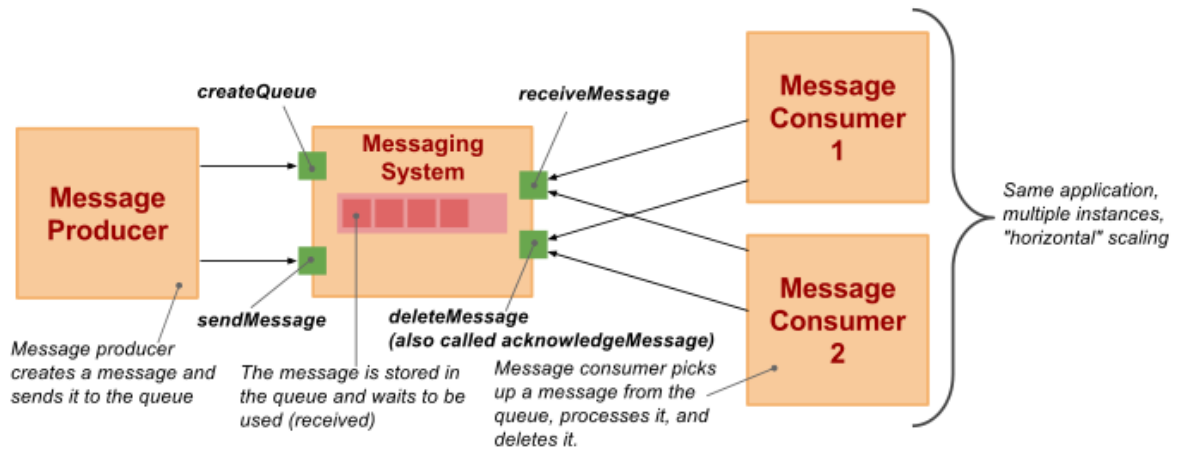 createQueue
receiveMessage
Message
Producer
Messaging
System
Message
Consumer
1
Same application,
multiple instances,
"horizontal" scaling
Message
Consumer
2
sendMessage
deleteMessage
(also called acknowledgeMessage)
Message producer
creates a message and
sends it to the queue
The message is stored in
the queue and waits to be
used (received)
Message consumer picks
up a message from the
queue, processes it, and
deletes it.